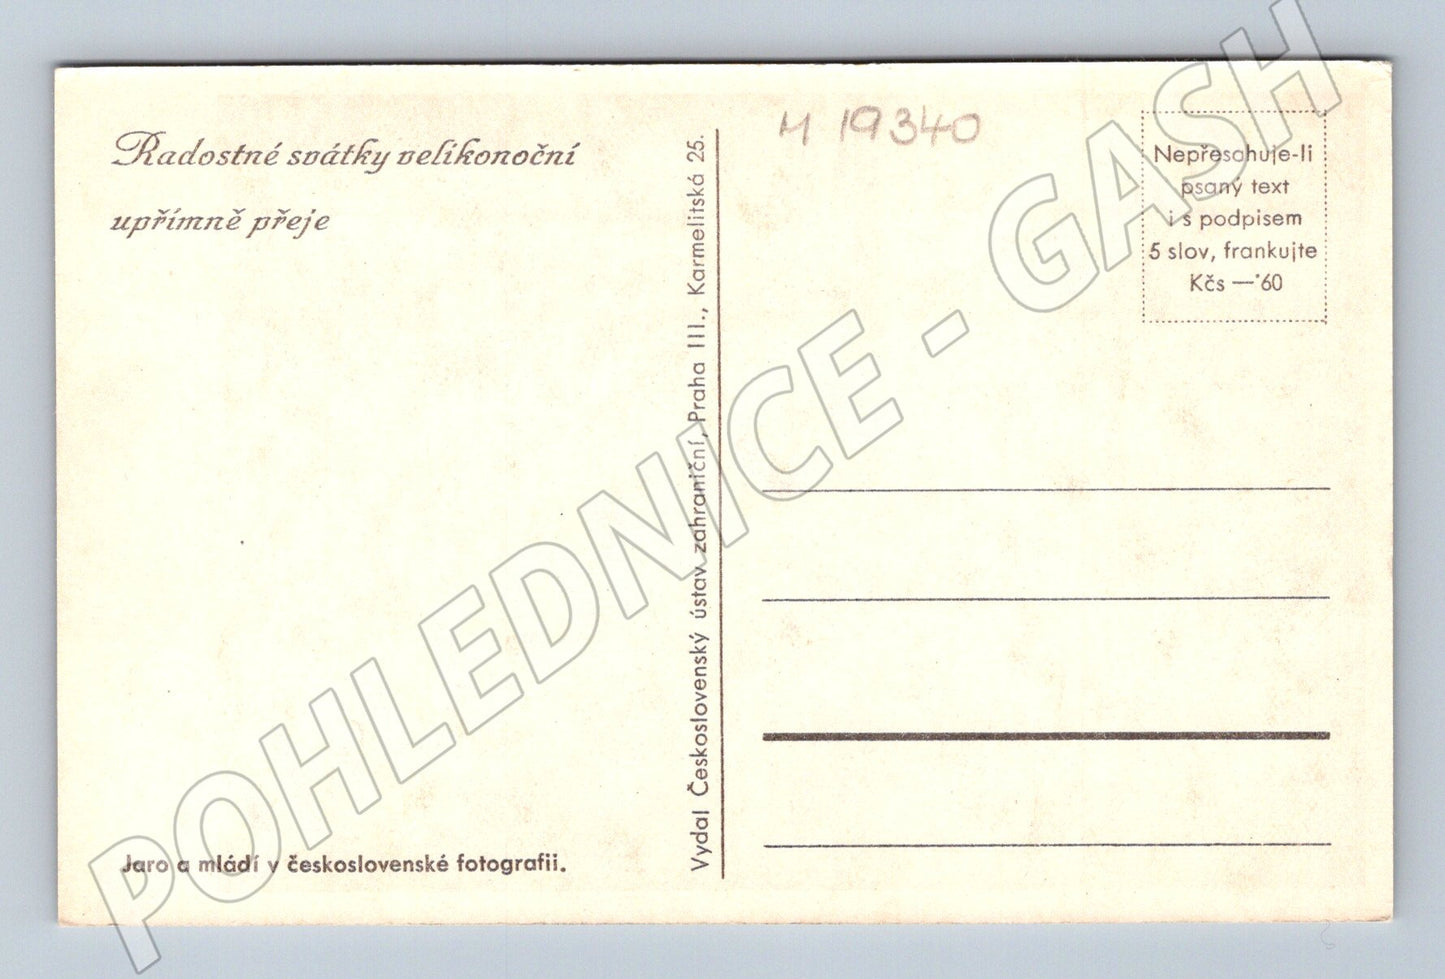 Radostné svátky velikonoční
upřímně přeje
Jaro a mládí v československé fotografii.
Vydal Československý ústav zahraniční, Praha III., Karmelitská 25.
M 19340
Nepřesahuje-li
psaný text
i s podpisem
5 slov, frankujte
Kčs —·60
POHLEDNICE - GASH